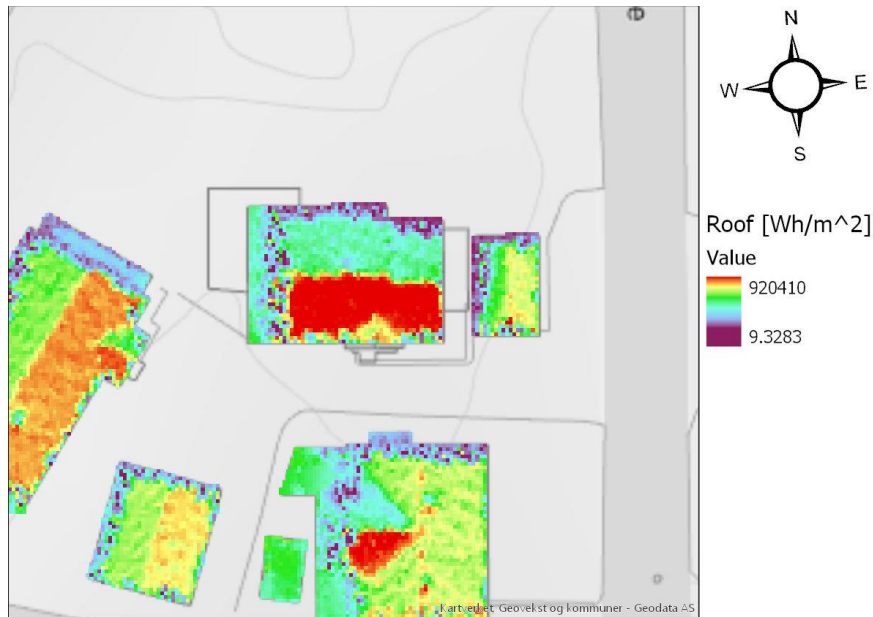 N
W
E
S
Roof [Wh/m^2]
Value
920410
9.3283
Kartverket, Geovekst og kommuner - Geodata AS